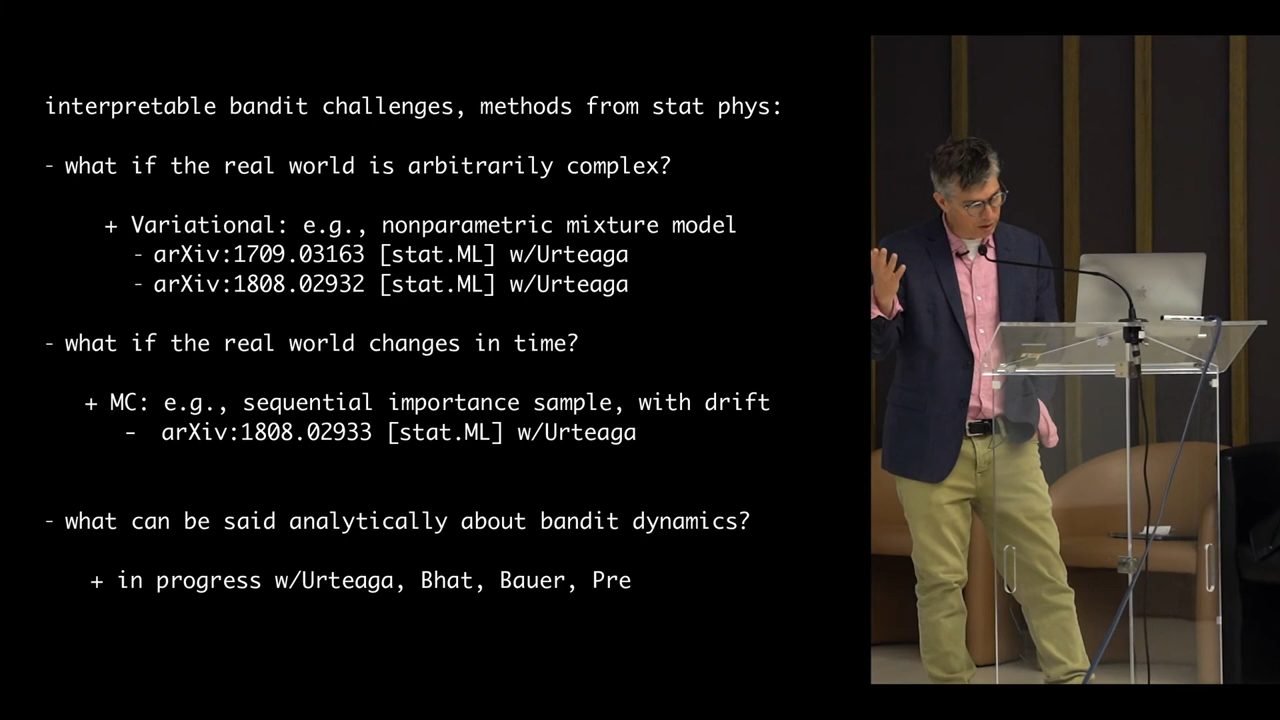 interpretable bandit challenges, methods from stat phys:
- what if the real world is arbitrarily complex?
+ Variational: e.g., nonparametric mixture model
- arXiv:1709.03163 [stat.ML] w/Urteaga
- arXiv:1808.02932 [stat.ML] w/Urteaga
- what if the real world changes in time?
+ MC: e.g., sequential importance sample, with drift
- arXiv:1808.02933 [stat.ML] w/Urteaga
- what can be said analytically about bandit dynamics?
+ in progress w/Urteaga, Bhat, Bauer, Pre